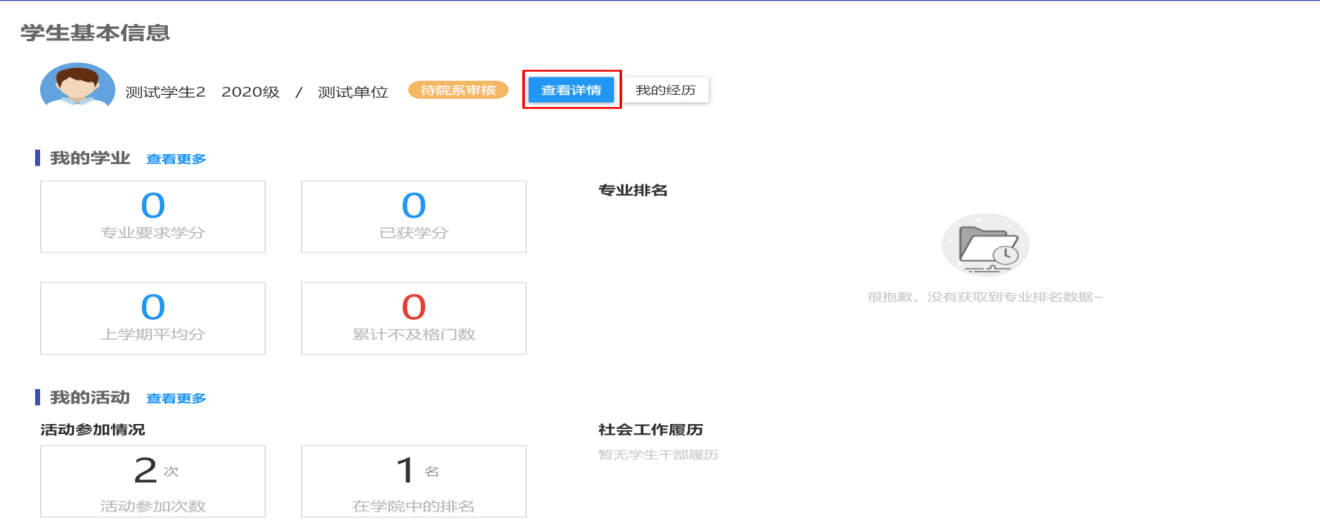 学生基本信息
测试学生2 2020级 / 测试单位 待院系审核 查看详情 我的经历
我的学业 查看更多
0
专业要求学分
0
已获学分
专业排名
很抱歉，没有获取到专业排名数据~
0
上学期平均分
0
累计不及格门数
我的活动 查看更多
活动参加情况
2 次
活动参加次数
1 名
在学院中的排名
社会工作履历
暂无学生干部履历